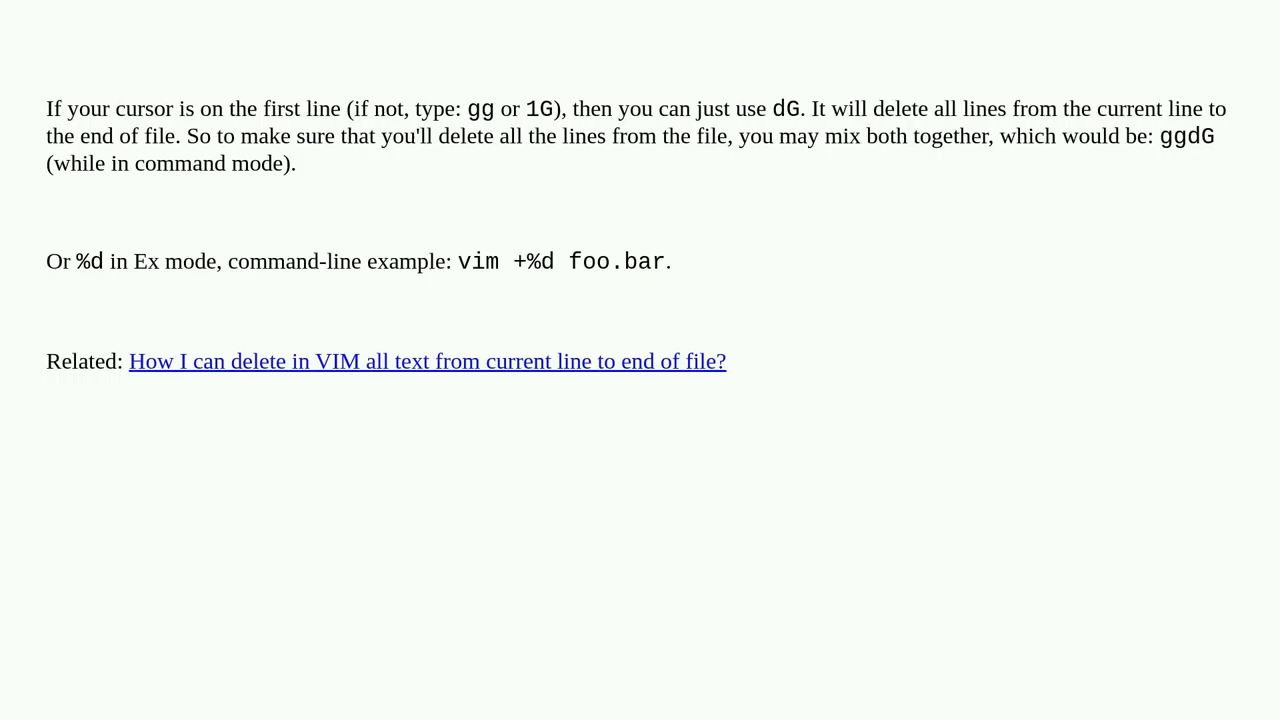 If your cursor is on the first line (if not, type: gg or 1G), then you can just use dG. It will delete all lines from the current line to
the end of file. So to make sure that you'll delete all the lines from the file, you may mix both together, which would be: ggdG
(while in command mode).
Or %d in Ex mode, command-line example: vim +%d foo.bar.
Related: How I can delete in VIM all text from current line to end of file?